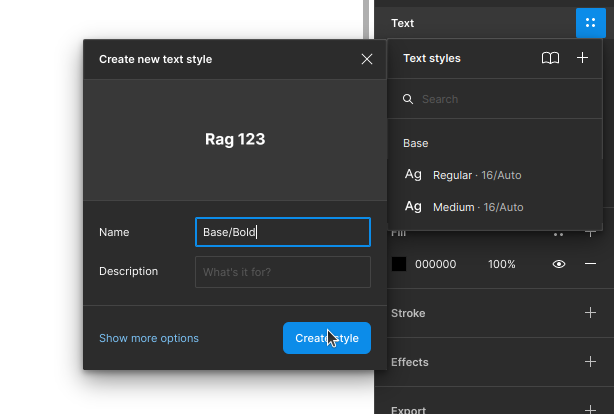 Text
Create new text style
Text styles
Search
Rag 123
Base
Ag Regular · 16/Auto
Ag Medium · 16/Auto
Name
Base/Bold
Fill
Description
What's it for?
000000 100%
Stroke
Show more options
Create style
Effects
Export